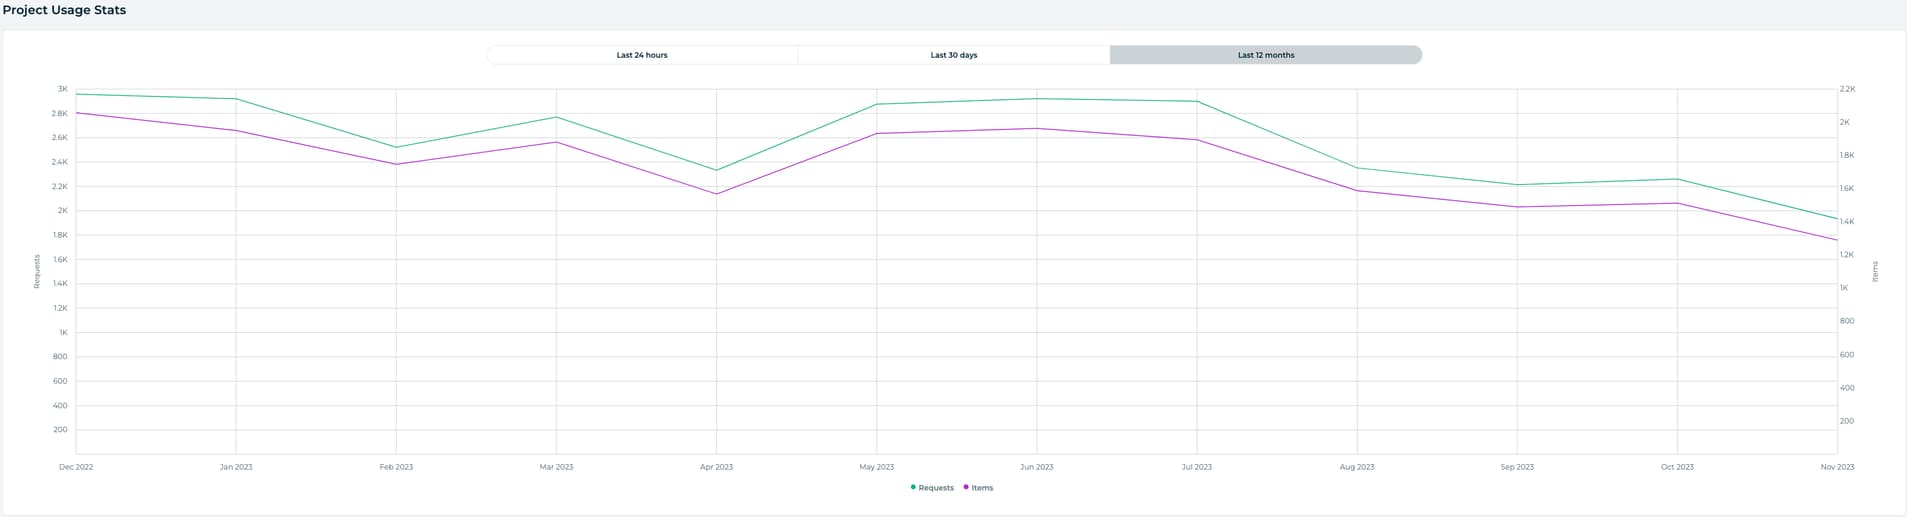 Project Usage Stats
Last 24 hours Last 30 days Last 12 months
3K 2.2K
2.8K
2K
2.6K
2.4K 1.8K
2.2K 1.6K
2K
1.4K
1.8K
Requests 1.6K 1.2K Items
1.4K 1K
1.2K
1K 800
800 600
600
400 400
200 200
Dec 2022 Jan 2023 Feb 2023 Mar 2023 Apr 2023 May 2023 Jun 2023 Jul 2023 Aug 2023 Sep 2023 Oct 2023 Nov 2023
Requests Items